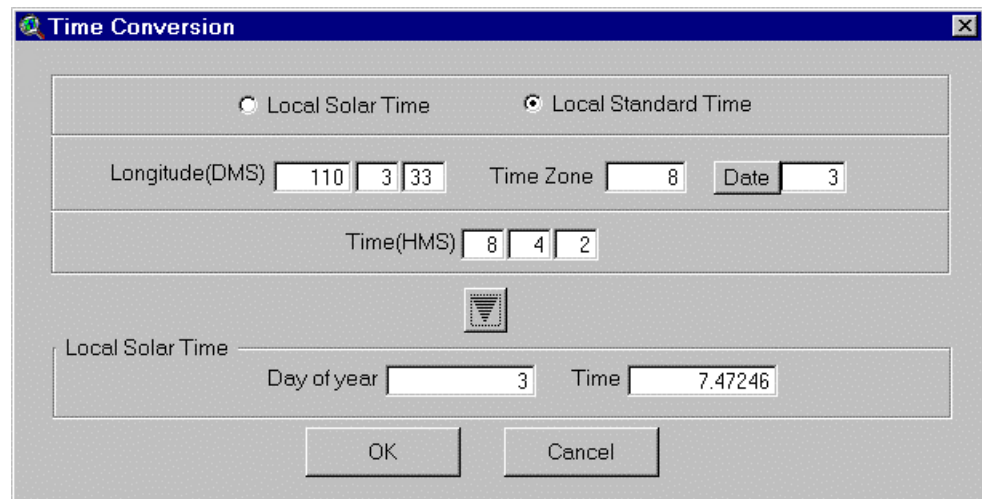 Time Conversion
Local Solar Time Local Standard Time
Longitude(DMS) 110 3 33 Time Zone 8 Date 3
Time(HMS) 8 4 2
Local Solar Time
Day of year 3 Time 7.47246
OK Cancel